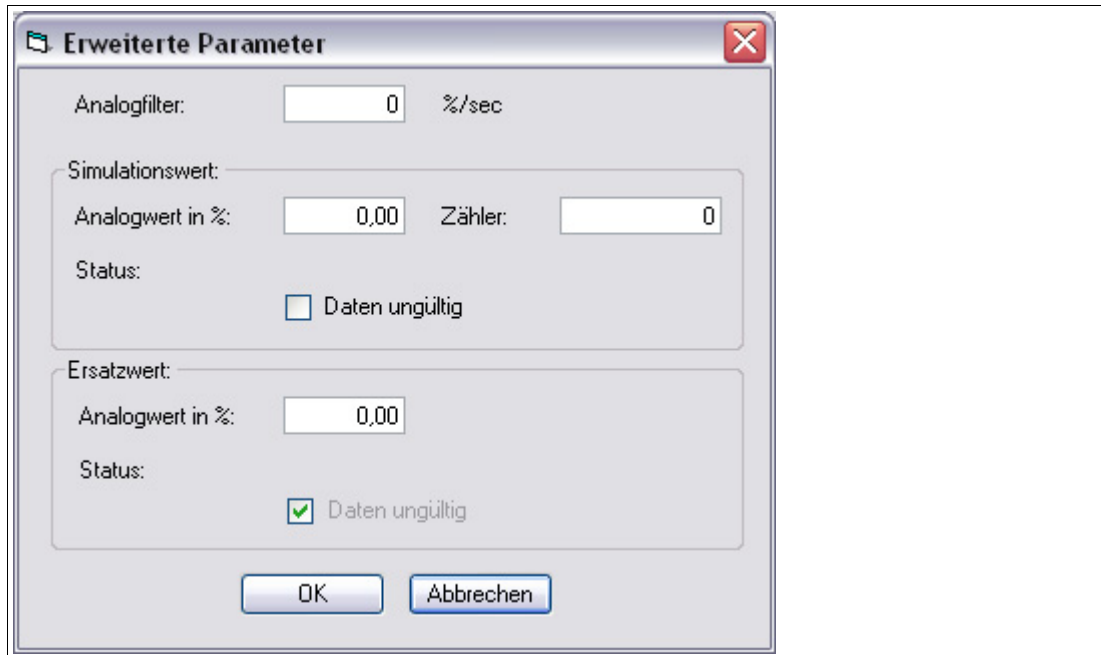 Erweiterte Parameter
Analogfilter: 0 %/sec
Simulationswert:
Analogwert in %: 0,00 Zähler: 0
Status:
Daten ungültig
Ersatzwert:
Analogwert in %: 0,00
Status:
Daten ungültig
OK Abbrechen